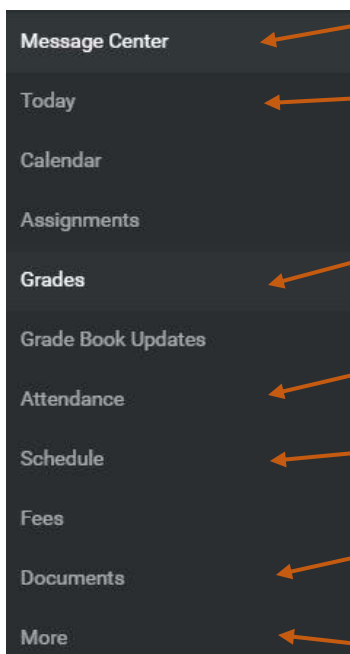 Message Center
Today
Calendar
Assignments
Grades
Grade Book Updates
Attendance
Schedule
Fees
Documents
More